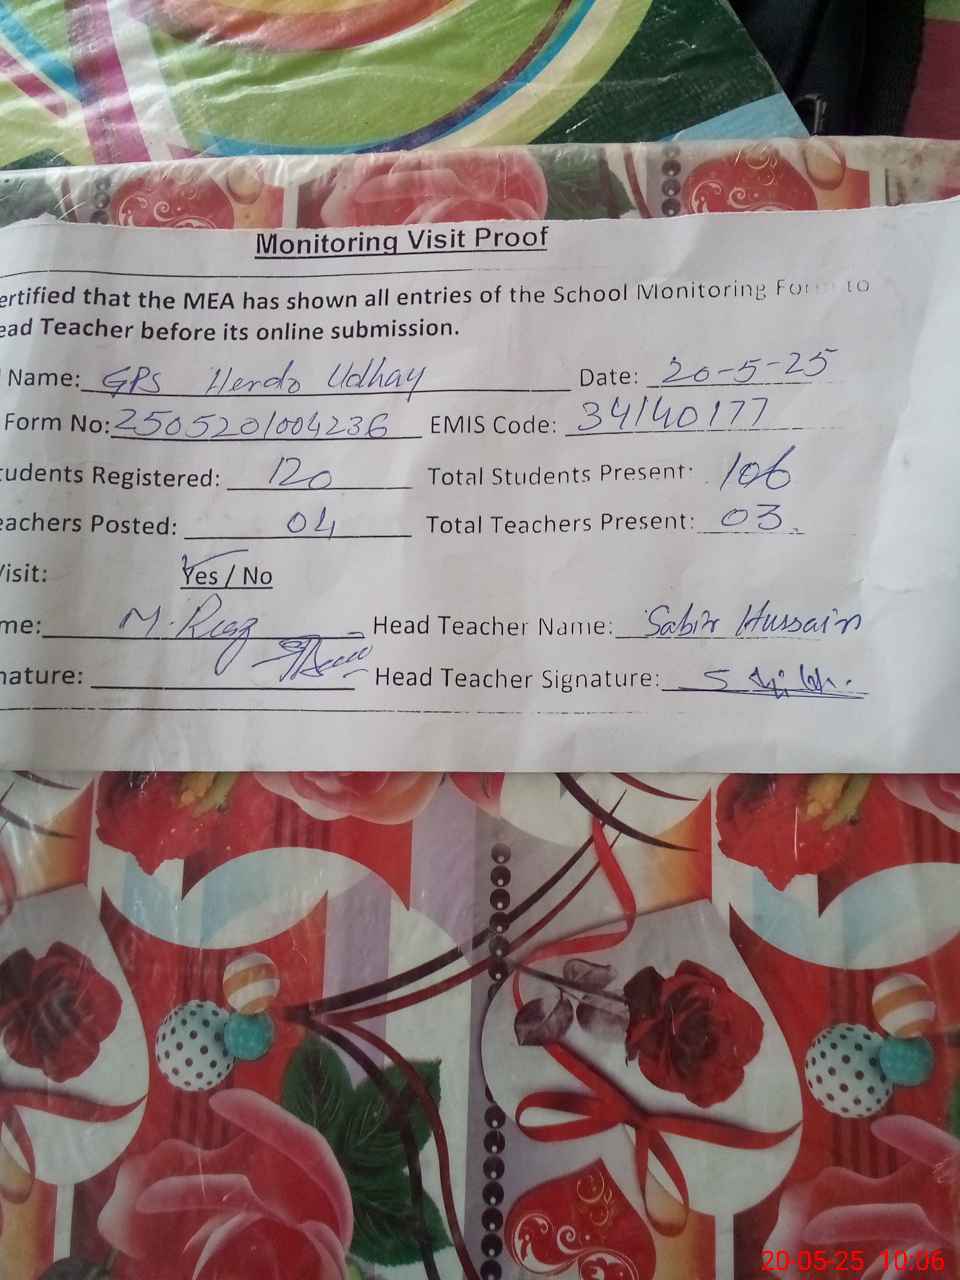 Monitoring Visit Proof
ertified that the MEA has shown all entries of the School Monitoring Form to
ead Teacher before its online submission.
Name: GPS Herdo Udhay Date: 20-5-25
Form No: 2505201004236 EMIS Code: 34140177
tudents Registered: 120 Total Students Present: 106
eachers Posted: 04 Total Teachers Present: 03
Visit: Yes / No
me: M. Riaz Head Teacher Name: Sabir Hussain
nature: Head Teacher Signature:
20-05-25 10:06